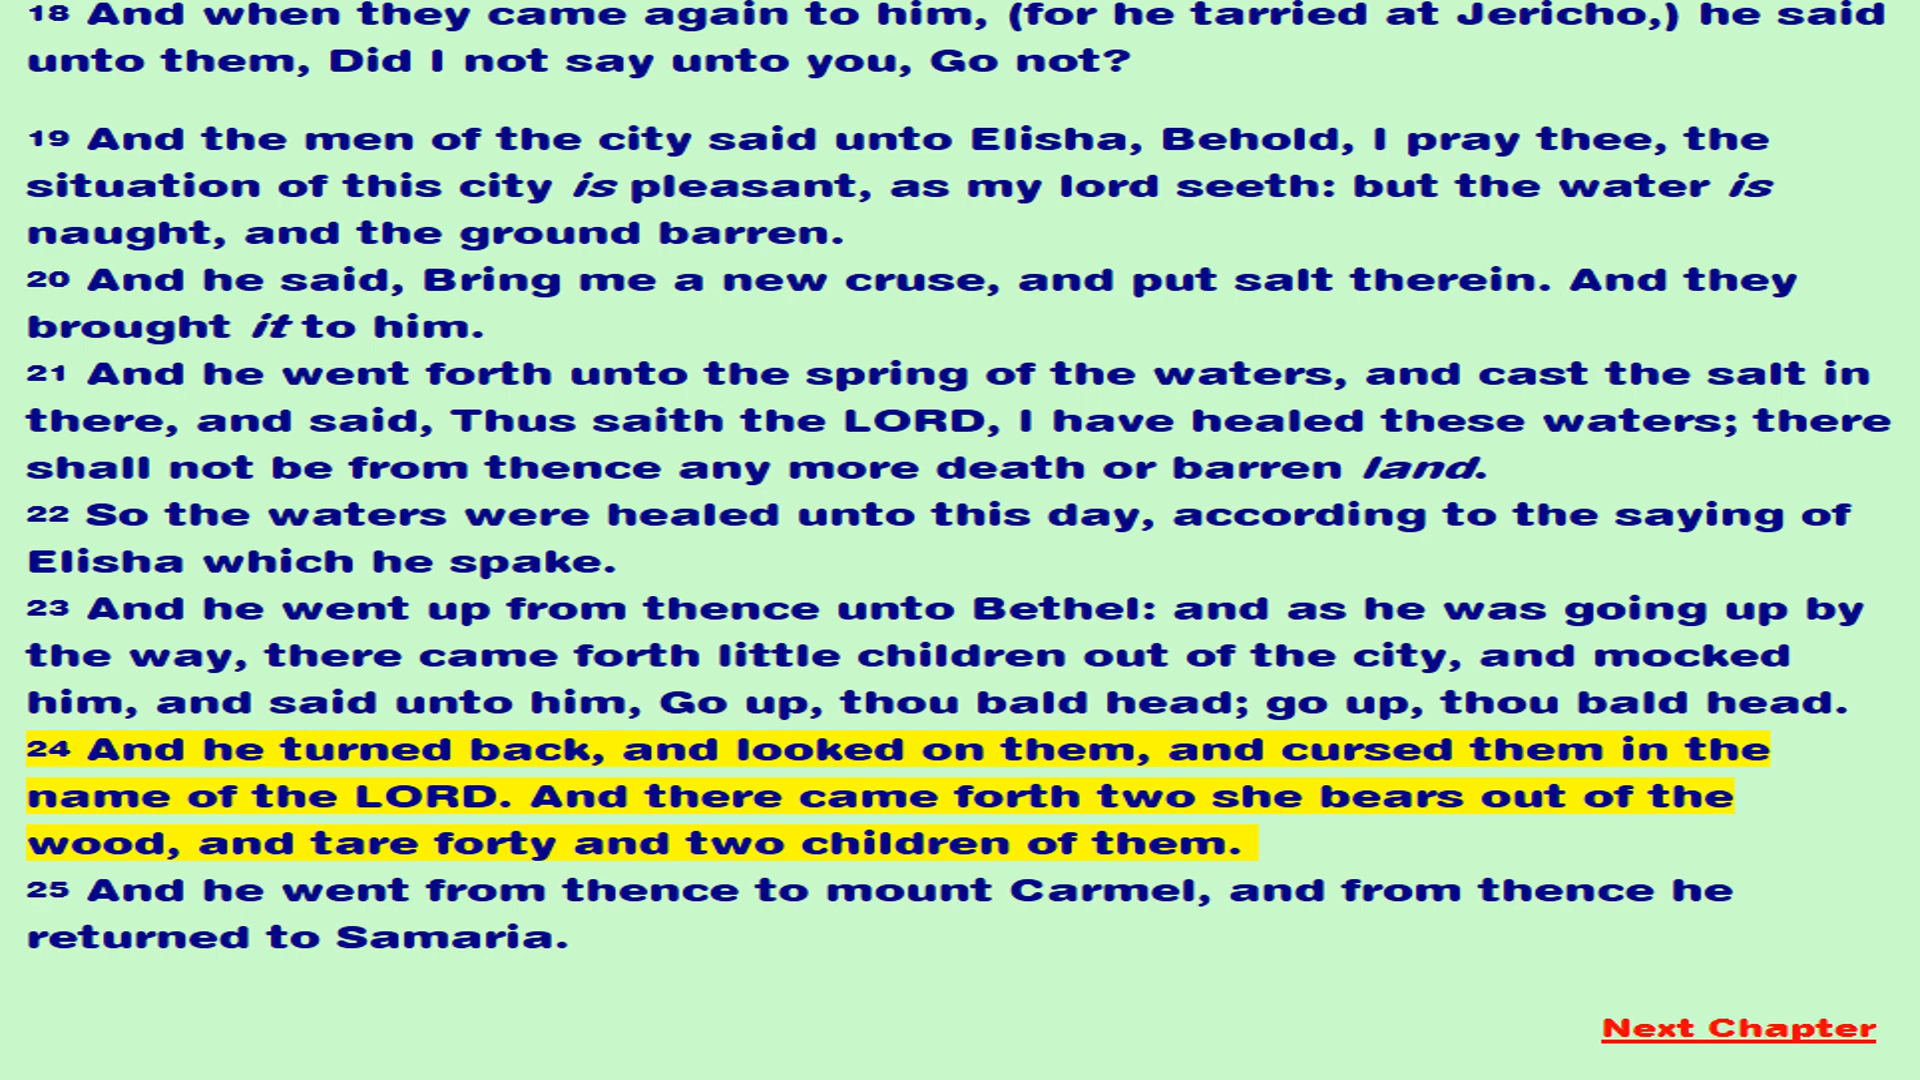 18 And when they came again to him, (for he tarried at Jericho,) he said
unto them, Did I not say unto you, Go not?
19 And the men of the city said unto Elisha, Behold, I pray thee, the
situation of this city is pleasant, as my lord seeth: but the water is
naught, and the ground barren.
20 And he said, Bring me a new cruse, and put salt therein. And they
brought it to him.
21 And he went forth unto the spring of the waters, and cast the salt in
there, and said, Thus saith the LORD, I have healed these waters; there
shall not be from thence any more death or barren land.
22 So the waters were healed unto this day, according to the saying of
Elisha which he spake.
23 And he went up from thence unto Bethel: and as he was going up by
the way, there came forth little children out of the city, and mocked
him, and said unto him, Go up, thou bald head; go up, thou bald head.
24 And he turned back, and looked on them, and cursed them in the
name of the LORD. And there came forth two she bears out of the
wood, and tare forty and two children of them.
25 And he went from thence to mount Carmel, and from thence he
returned to Samaria.
Next Chapter